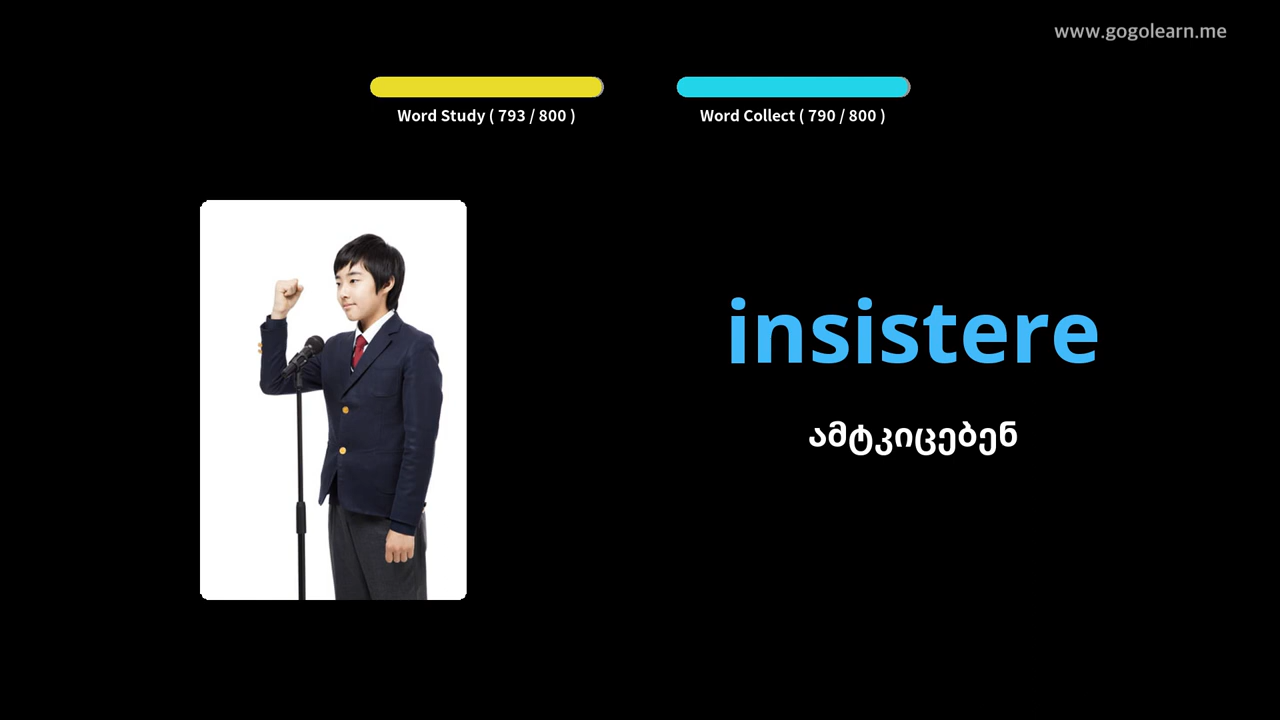 www.gogolearn.me
Word Study ( 793 / 800 )
Word Collect ( 790 / 800 )
insistere
ამტკიცებენ